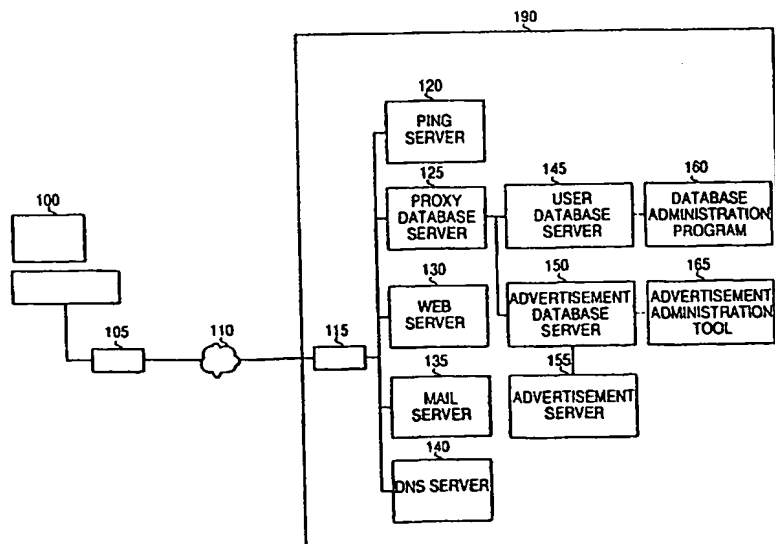 190
120
PING
SERVER
125
PROXY
DATABASE
SERVER
145
USER
DATABASE
SERVER
160
DATABASE
ADMINISTRATION
PROGRAM
100
130
WEB
SERVER
150
ADVERTISEMENT
DATABASE
SERVER
165
ADVERTISEMENT
ADMINISTRATION
TOOL
105
110
115
135
MAIL
SERVER
155
ADVERTISEMENT
SERVER
140
DNS SERVER